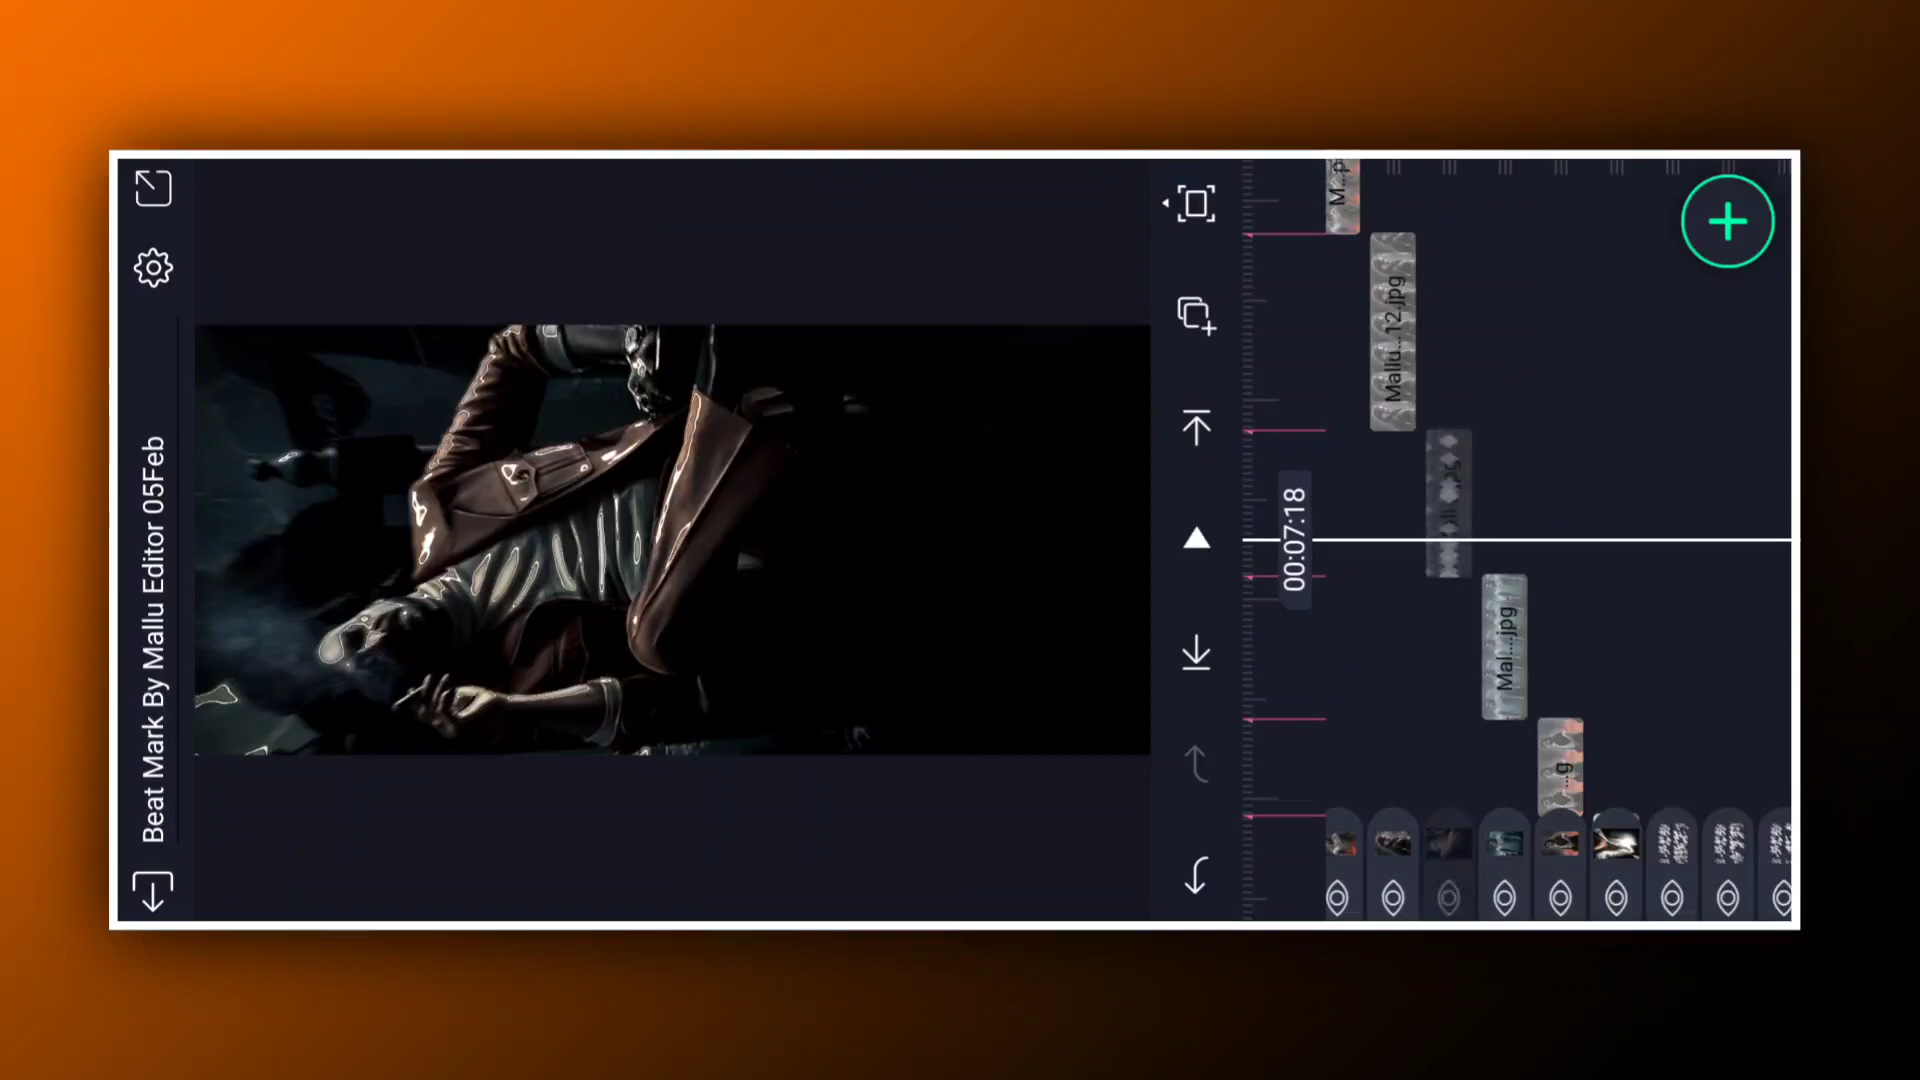 Beat Mark By Mallu Editor 05Feb
00:07:18
M...p
Mallu...12.jpg
Mal....jpg
...g